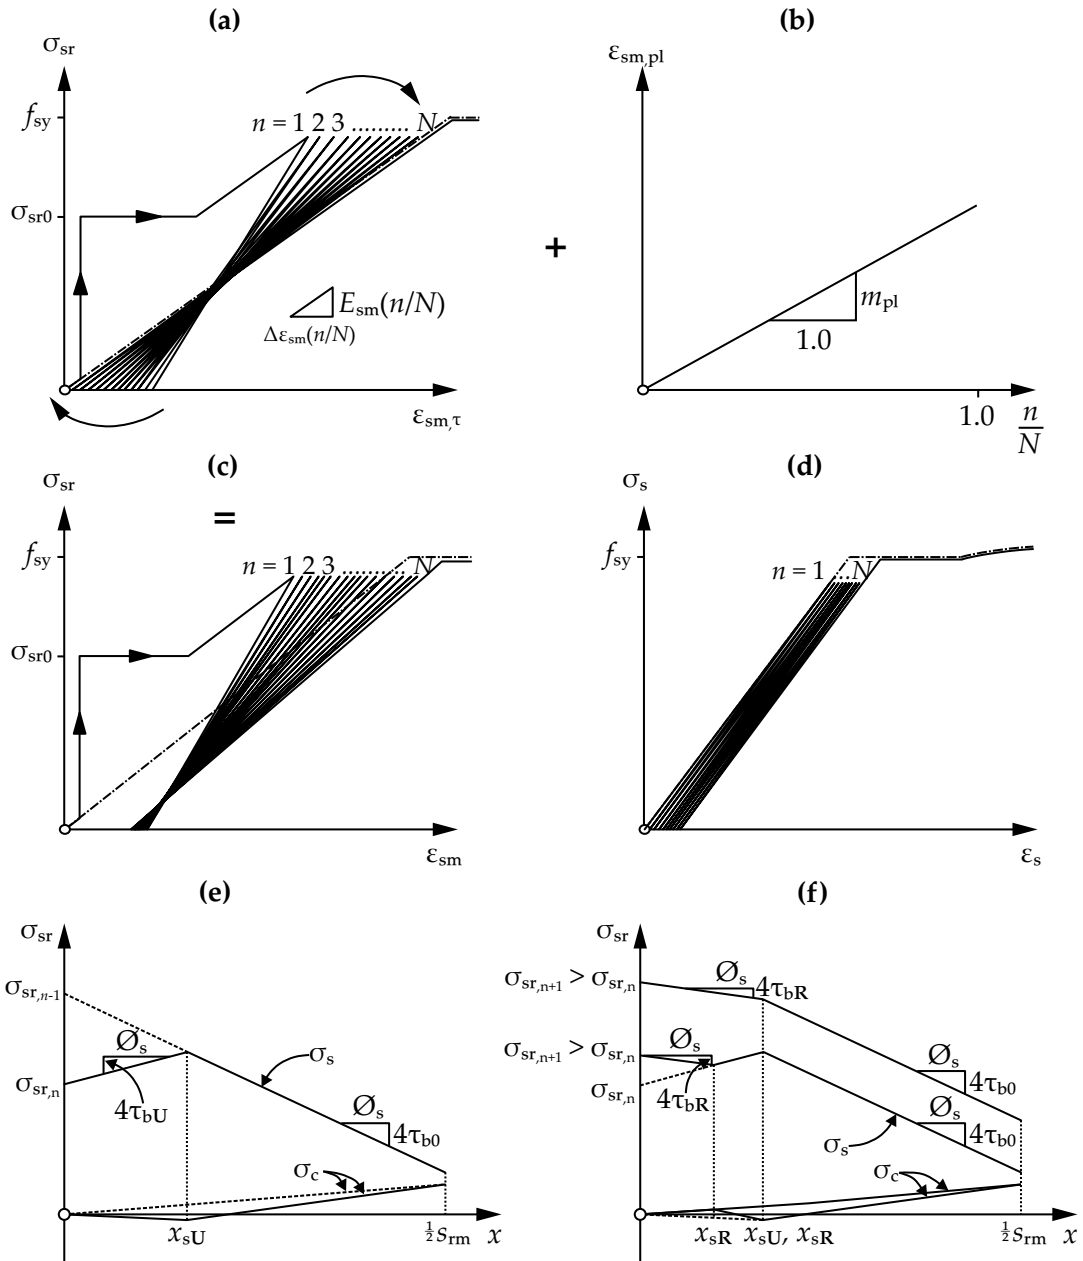 (a)
σsr
fsy
n = 1 2 3 ......... N
σsr0
Esm(n/N)
Δεsm(n/N)
εsm,τ
+
(b)
εsm,pl
mpl
1.0
1.0
n
N
(c)
σsr
=
fsy
n = 1 2 3 ......... N
σsr0
εsm
(d)
σs
fsy
n = 1 ...N
εs
(e)
σsr
σsr,n-1
Øs
σs
σsr,n
4τbU
Øs
4τb0
σc
xsU
½srm
x
(f)
σsr
σsr,n+1 > σsr,n
Øs
4τbR
σsr,n+1 > σsr,n
Øs
σsr,n
4τbR
Øs
4τb0
Øs
4τb0
σs
σc
xsR
xsU, xsR
½srm
x